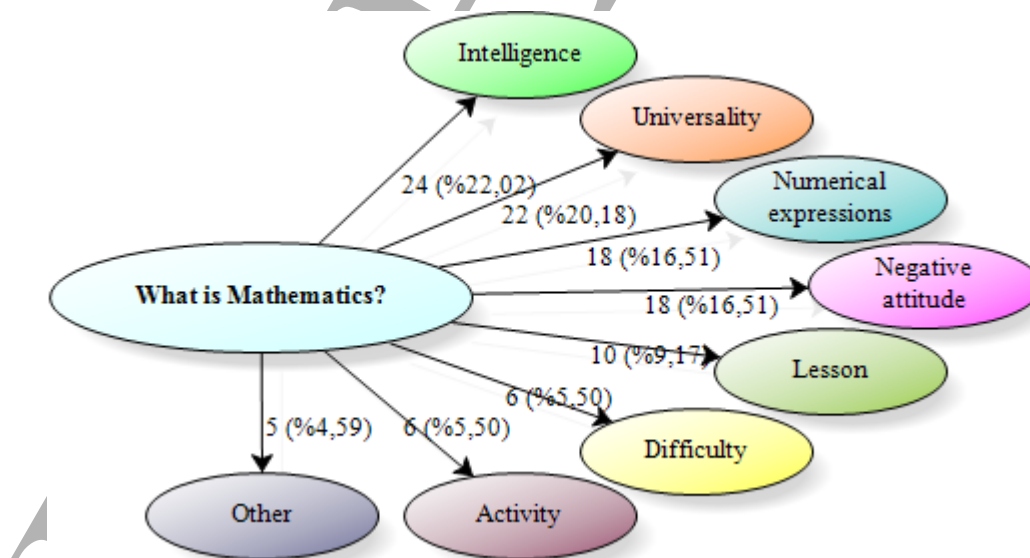 Intelligence
Universality
Numerical
expressions
Negative
attitude
Lesson
Difficulty
Activity
Other
What is Mathematics?
24 (%22,02)
22 (%20,18)
18 (%16,51)
18 (%16,51)
10 (%9,17)
6 (%5,50)
6 (%5,50)
5 (%4,59)